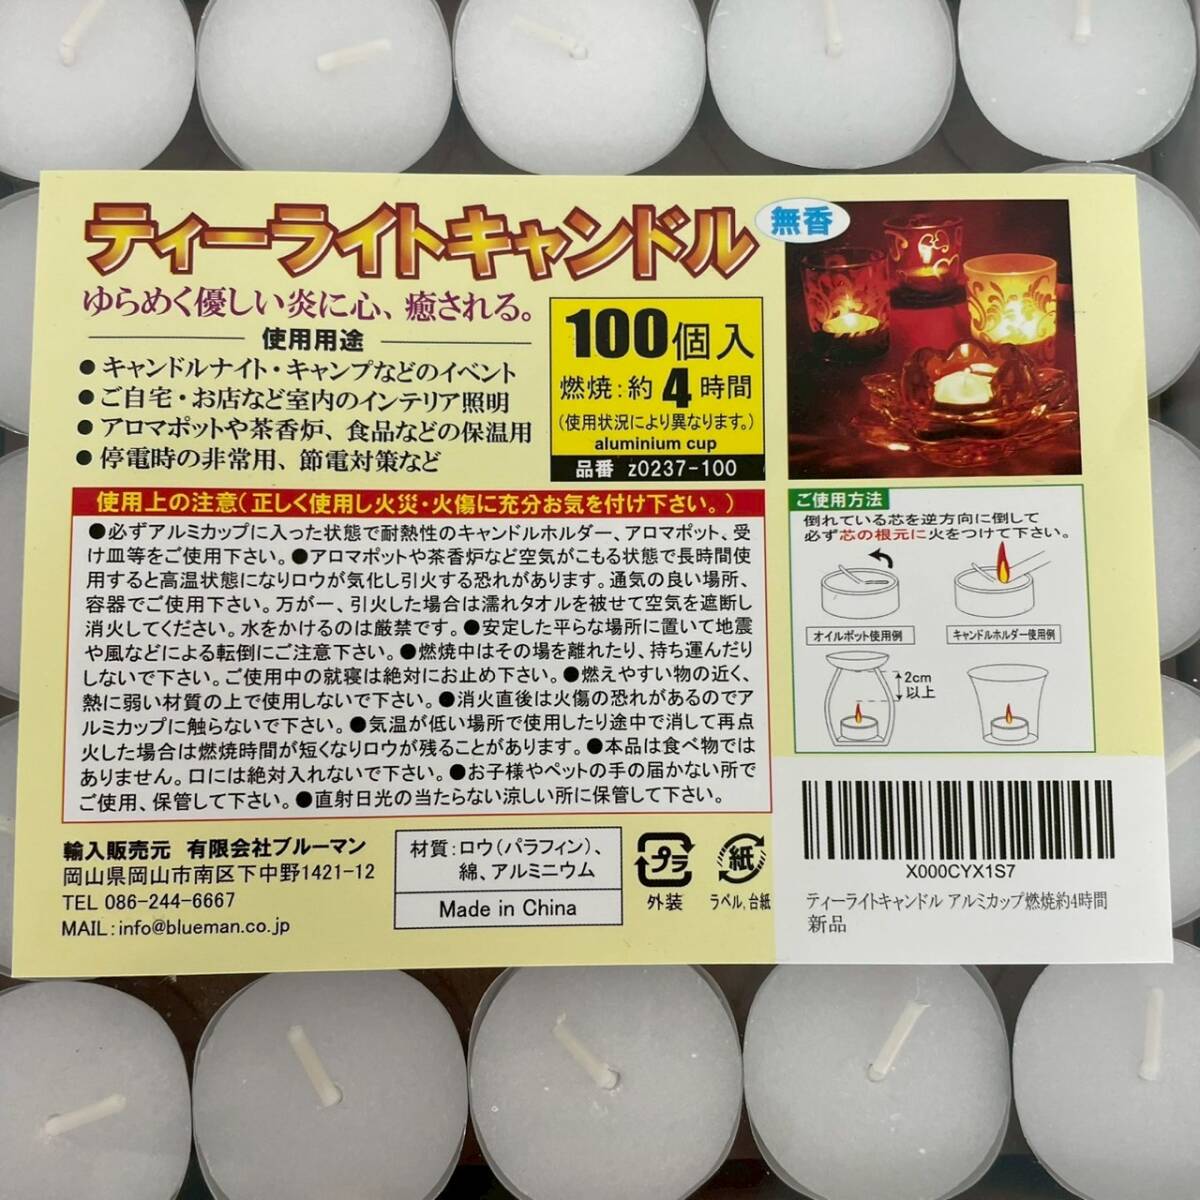 ティーライトキャンドル
無香
ゆらめく優しい炎に心、癒される。
使用用途
●キャンドルナイト・キャンプなどのイベント
●ご自宅・お店など室内のインテリア照明
●アロマポットや茶香炉、食品などの保温用
●停電時の非常用、節電対策など
100個入
燃焼:約4時間
(使用状況により異なります。)
aluminium cup
品番 z0237-100
使用上の注意(正しく使用し火災・火傷に充分お気を付け下さい。)
●必ずアルミカップに入った状態で耐熱性のキャンドルホルダー、アロマポット、受
け皿等をご使用下さい。●アロマポットや茶香炉など空気がこもる状態で長時間使
用すると高温状態になりロウが気化し引火する恐れがあります。通気の良い場所、
容器でご使用下さい。万が一、引火した場合は濡れタオルを被せて空気を遮断し
消火してください。水をかけるのは厳禁です。●安定した平らな場所に置いて地震
や風などによる転倒にご注意下さい。●燃焼中はその場を離れたり、持ち運んだり
しないで下さい。ご使用中の就寝は絶対にお止め下さい。●燃えやすい物の近く、
熱に弱い材質の上で使用しないで下さい。●消火直後は火傷の恐れがあるのでア
ルミカップに触らないで下さい。●気温が低い場所で使用したり途中で消して再点
火した場合は燃焼時間が短くなりロウが残ることがあります。●本品は食べ物では
ありません。口には絶対入れないで下さい。●お子様やペットの手の届かない所で
ご使用、保管して下さい。●直射日光の当たらない涼しい所に保管して下さい。
ご使用方法
倒れている芯を逆方向に倒して
必ず芯の根元に火をつけて下さい。
オイルポット使用例
キャンドルホルダー使用例
2cm
以上
輸入販売元 有限会社ブルーマン
岡山県岡山市南区下中野1421-12
TEL 086-244-6667
MAIL:info@blueman.co.jp
材質:ロウ(パラフィン)、
綿、アルミニウム
Made in China
プラ
外装
紙
ラベル,台紙
X000CYX1S7
ティーライトキャンドル アルミカップ燃焼約4時間
新品